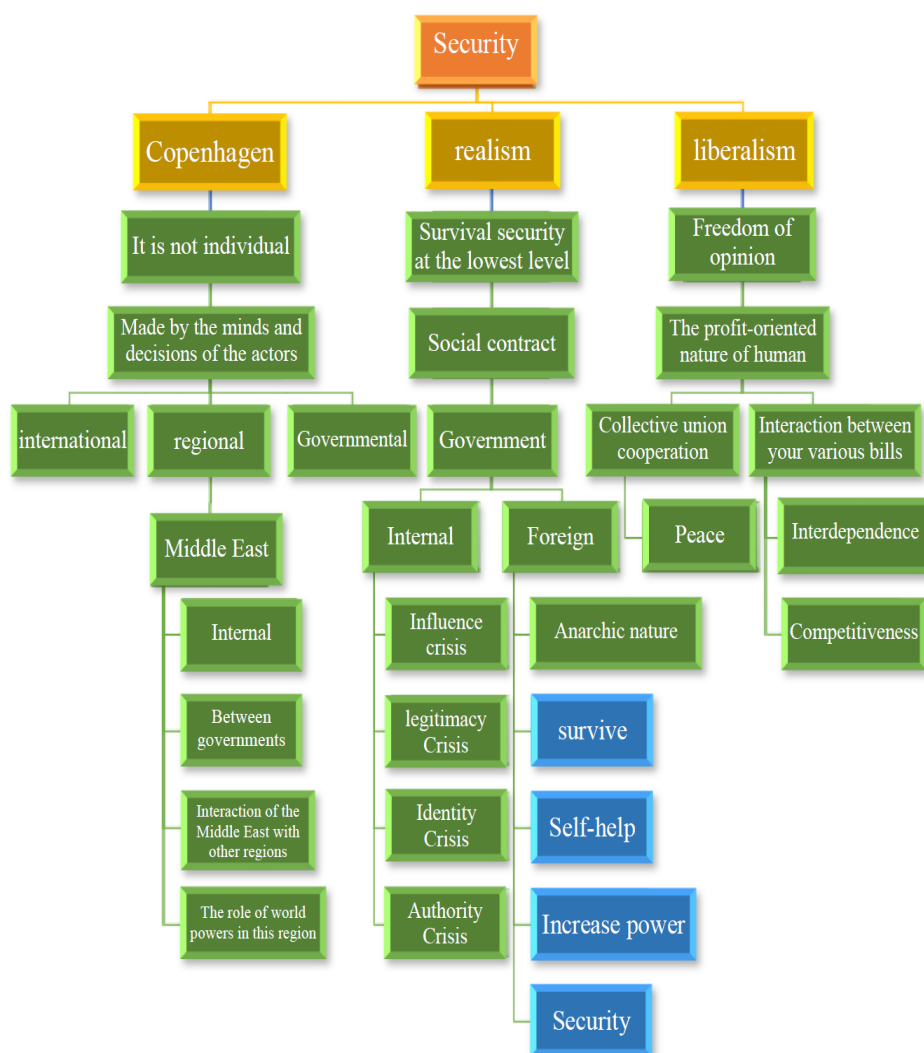 Security
Copenhagen
realism
liberalism
It is not individual
Survival security
at the lowest level
Freedom of
opinion
Made by the minds and
decisions of the actors
Social contract
The profit-oriented
nature of human
international
regional
Governmental
Government
Collective union
cooperation
Interaction between
your various bills
Middle East
Internal
Foreign
Peace
Interdependence
Internal
Influence
crisis
Anarchic nature
Competitiveness
Between
governments
legitimacy
Crisis
survive
Interaction of the
Middle East with
other regions
Identity
Crisis
Self-help
The role of world
powers in this region
Authority
Crisis
Increase power
Security